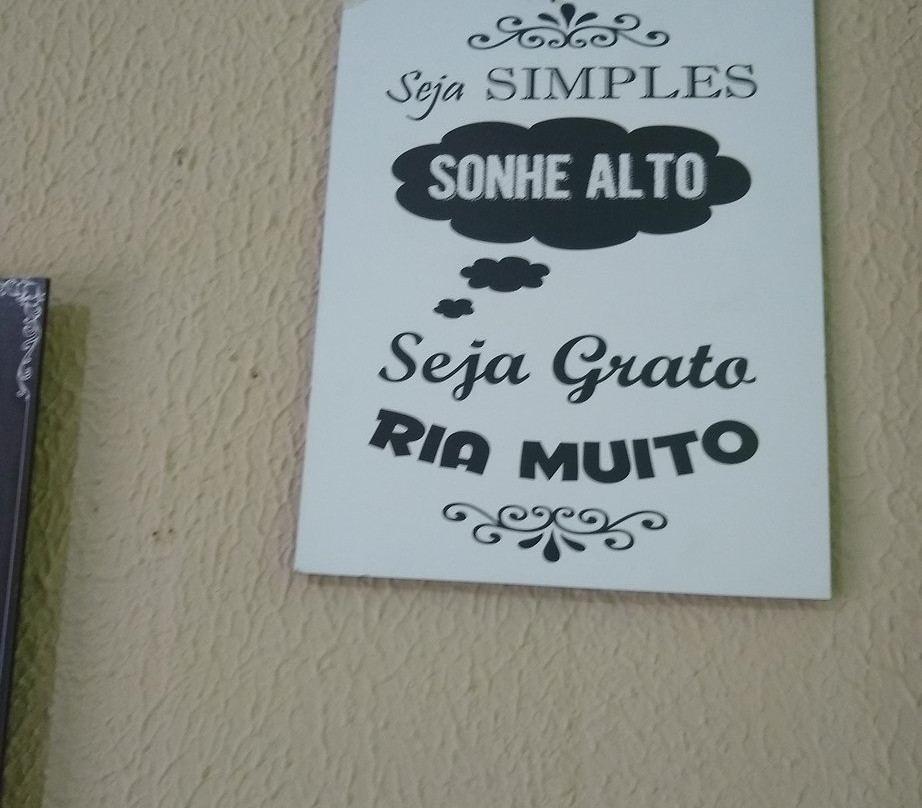 Seja SIMPLES
SONHE ALTO
Seja Grato
RIA MUITO